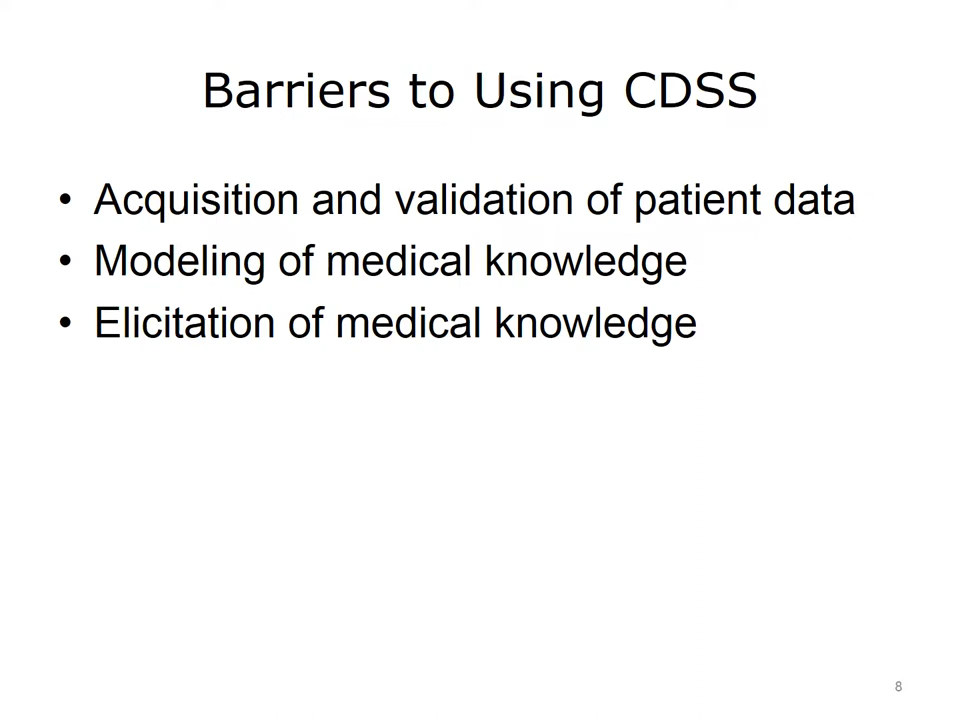 Barriers to Using CDSS
• Acquisition and validation of patient data
• Modeling of medical knowledge
• Elicitation of medical knowledge
8